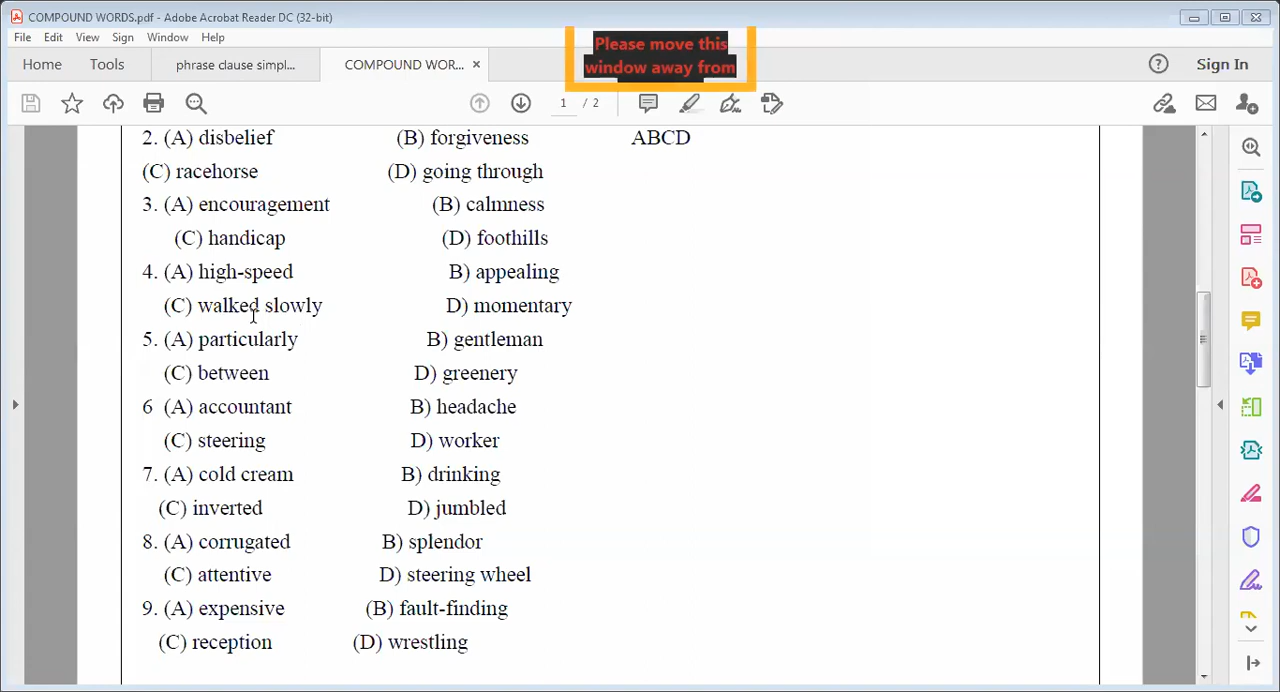 COMPOUND WORDS.pdf - Adobe Acrobat Reader DC (32-bit)
File Edit View Sign Window Help
Please move this
window away from
Home Tools phrase clause simpl... COMPOUND WOR... × Sign In
1 / 2
2. (A) disbelief (B) forgiveness ABCD
(C) racehorse (D) going through
3. (A) encouragement (B) calmness
(C) handicap (D) foothills
4. (A) high-speed B) appealing
(C) walked slowly D) momentary
5. (A) particularly B) gentleman
(C) between D) greenery
6 (A) accountant B) headache
(C) steering D) worker
7. (A) cold cream B) drinking
(C) inverted D) jumbled
8. (A) corrugated B) splendor
(C) attentive D) steering wheel
9. (A) expensive (B) fault-finding
(C) reception (D) wrestling